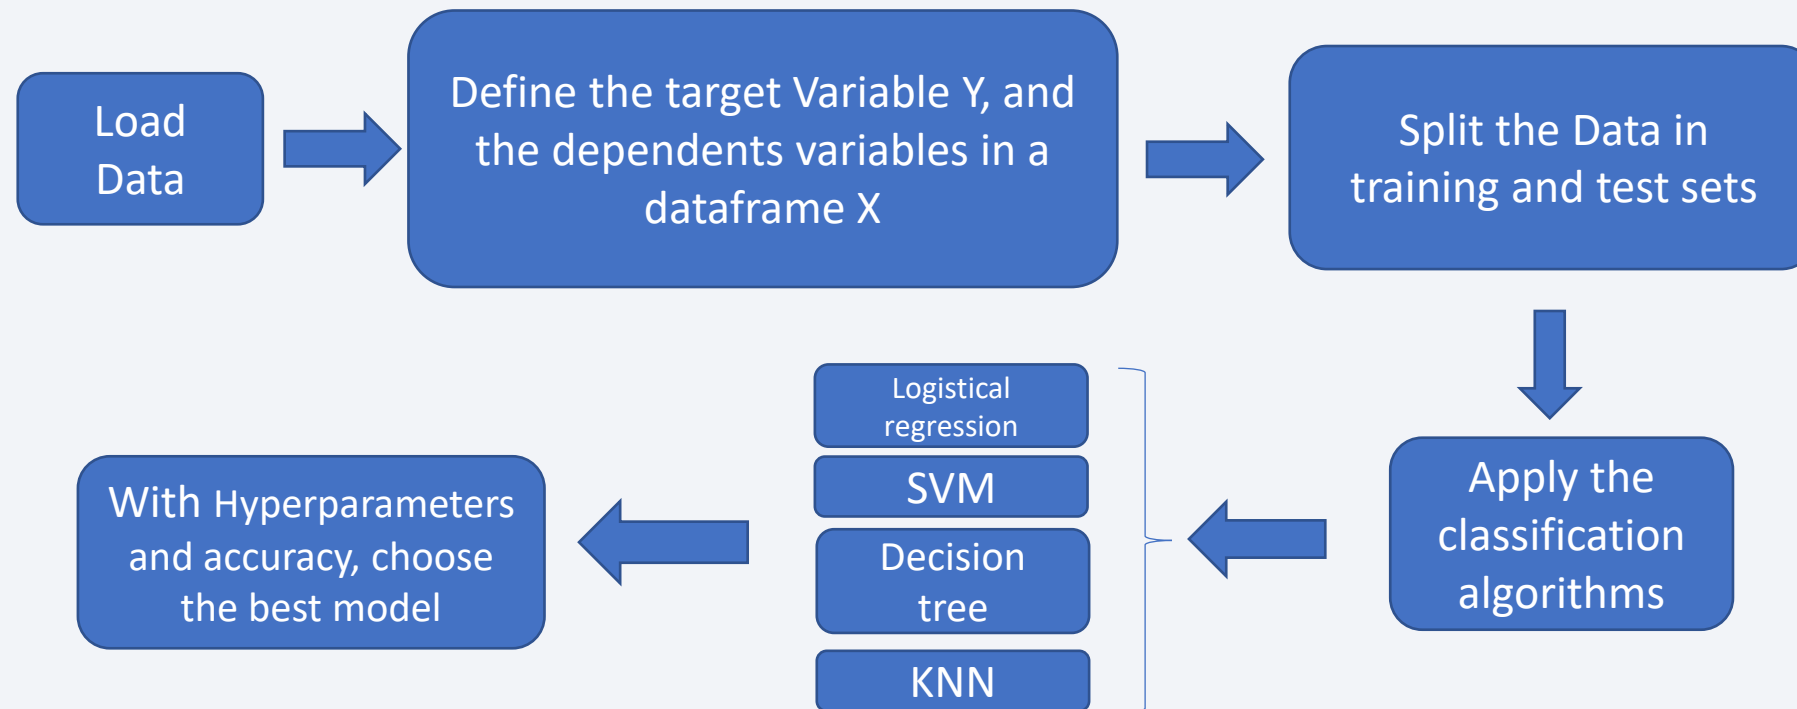 Load
Data
Define the target Variable Y, and
the dependents variables in a
dataframe X
Split the Data in
training and test sets
Apply the
classification
algorithms
Logistical
regression
SVM
Decision
tree
KNN
With Hyperparameters
and accuracy, choose
the best model